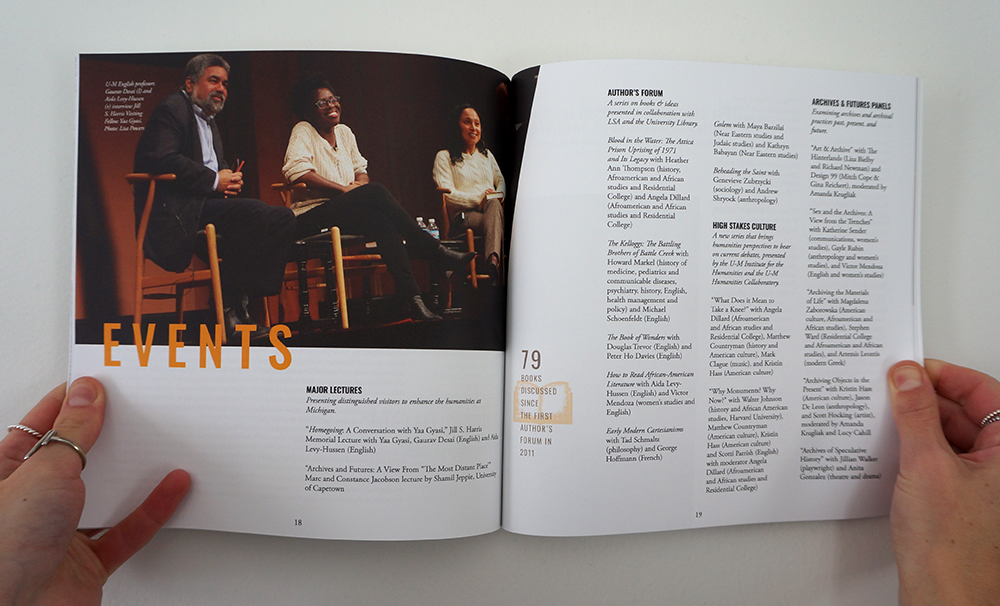 U-M English professors
Gaurav Desai (l) and
Aida Levy-Hussen
(r) interview Jill
S. Harris Visiting
Fellow Yaa Gyasi.
Photo: Lisa Powers
EVENTS
MAJOR LECTURES
Presenting distinguished visitors to enhance the humanities at
Michigan.
"Homegoing: A Conversation with Yaa Gyasi," Jill S. Harris
Memorial Lecture with Yaa Gyasi, Gaurav Desai (English) and Aida
Levy-Hussen (English)
"Archives and Futures: A View From "The Most Distant Place"
Marc and Constance Jacobson lecture by Shamil Jeppie, University
of Capetown
18
79
BOOKS
DISCUSSED
SINCE
THE FIRST
AUTHOR'S
FORUM IN
2011
AUTHOR'S FORUM
A series on books & ideas
presented in collaboration with
LSA and the University Library.
Blood in the Water: The Attica
Prison Uprising of 1971
and Its Legacy with Heather
Ann Thompson (history,
Afroamerican and African
studies and Residential
College) and Angela Dillard
(Afroamerican and African
studies and Residential
College)
The Kelloggs: The Battling
Brothers of Battle Creek with
Howard Markel (history of
medicine, pediatrics and
communicable diseases,
psychiatry, history, English,
health management and
policy) and Michael
Schoenfeldt (English)
The Book of Wonders with
Douglas Trevor (English) and
Peter Ho Davies (English)
How to Read African-American
Literature with Aida Levy-
Hussen (English) and Victor
Mendoza (women's studies and
English)
Early Modern Cartesianisms
with Tad Schmaltz
(philosophy) and George
Hoffmann (French)
Golem with Maya Barzilai
(Near Eastern studies and
Judaic studies) and Kathryn
Babayan (Near Eastern studies)
Beheading the Saint with
Genevieve Zubrzycki
(sociology) and Andrew
Shryock (anthropology)
HIGH STAKES CULTURE
A new series that brings
humanities perspectives to bear
on current debates, presented
by the U-M Institute for the
Humanities and the U-M
Humanities Collaboratory.
"What Does it Mean to
Take a Knee?" with Angela
Dillard (Afroamerican
and African studies and
Residential College), Matthew
Countryman (history and
American culture), Mark
Clague (music), and Kristin
Hass (American culture)
"Why Monuments? Why
Now?" with Walter Johnson
(history and African American
studies, Harvard University),
Matthew Countryman
(American culture), Kristin
Hass (American culture)
and Scotti Parrish (English)
with moderator Angela
Dillard (Afroamerican
and African studies and
Residential College)
19
ARCHIVES & FUTURES PANELS
Examining archives and archival
practices past, present, and
future.
"Art & Archive" with The
Hinterlands (Liza Bielby
and Richard Newman) and
Design 99 (Mitch Cope &
Gina Reichert), moderated by
Amanda Krugliak
"Sex and the Archives: A
View from the Trenches"
with Katherine Sender
(communications, women's
studies), Gayle Rubin
(anthropology and women's
studies), and Victor Mendoza
(English and women's studies)
"Archiving the Materials
of Life" with Magdalena
Zaborowska (American
culture, Afroamerican and
African studies), Stephen
Ward (Residential College
and Afroamerican and African
studies), and Artemis Leontis
(modern Greek)
"Archiving Objects in the
Present" with Kristin Hass
(American culture), Jason
De Leon (anthropology),
and Scott Hocking (artist),
moderated by Amanda
Krugliak and Lucy Cahill
"Archives of Speculative
History" with Jillian Walker
(playwright) and Anita
Gonzalez (theatre and drama)